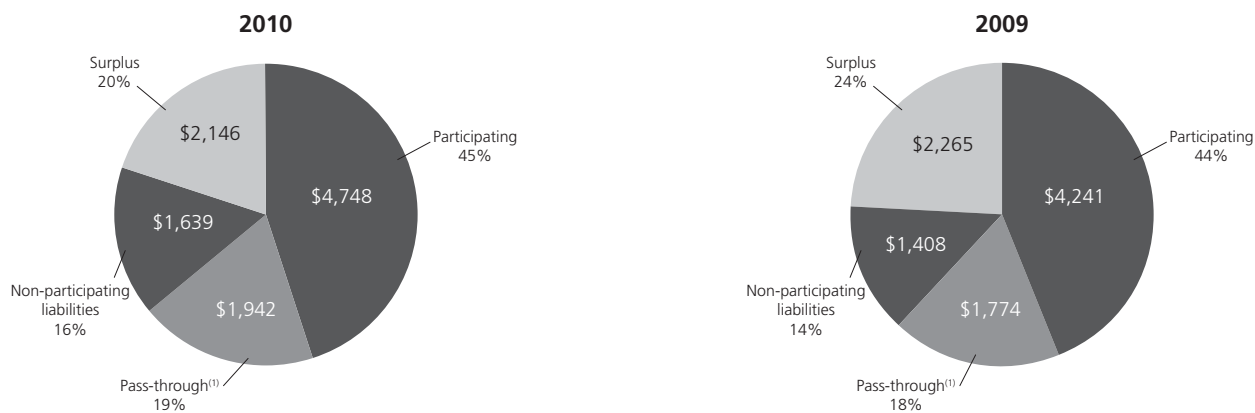 2010
Surplus
20%
$2,146
Participating
45%
$4,748
$1,639
Non-participating
liabilities
16%
$1,942
Pass-through(1)
19%
2009
Surplus
24%
$2,265
Participating
44%
$4,241
$1,408
Non-participating
liabilities
14%
$1,774
Pass-through(1)
18%